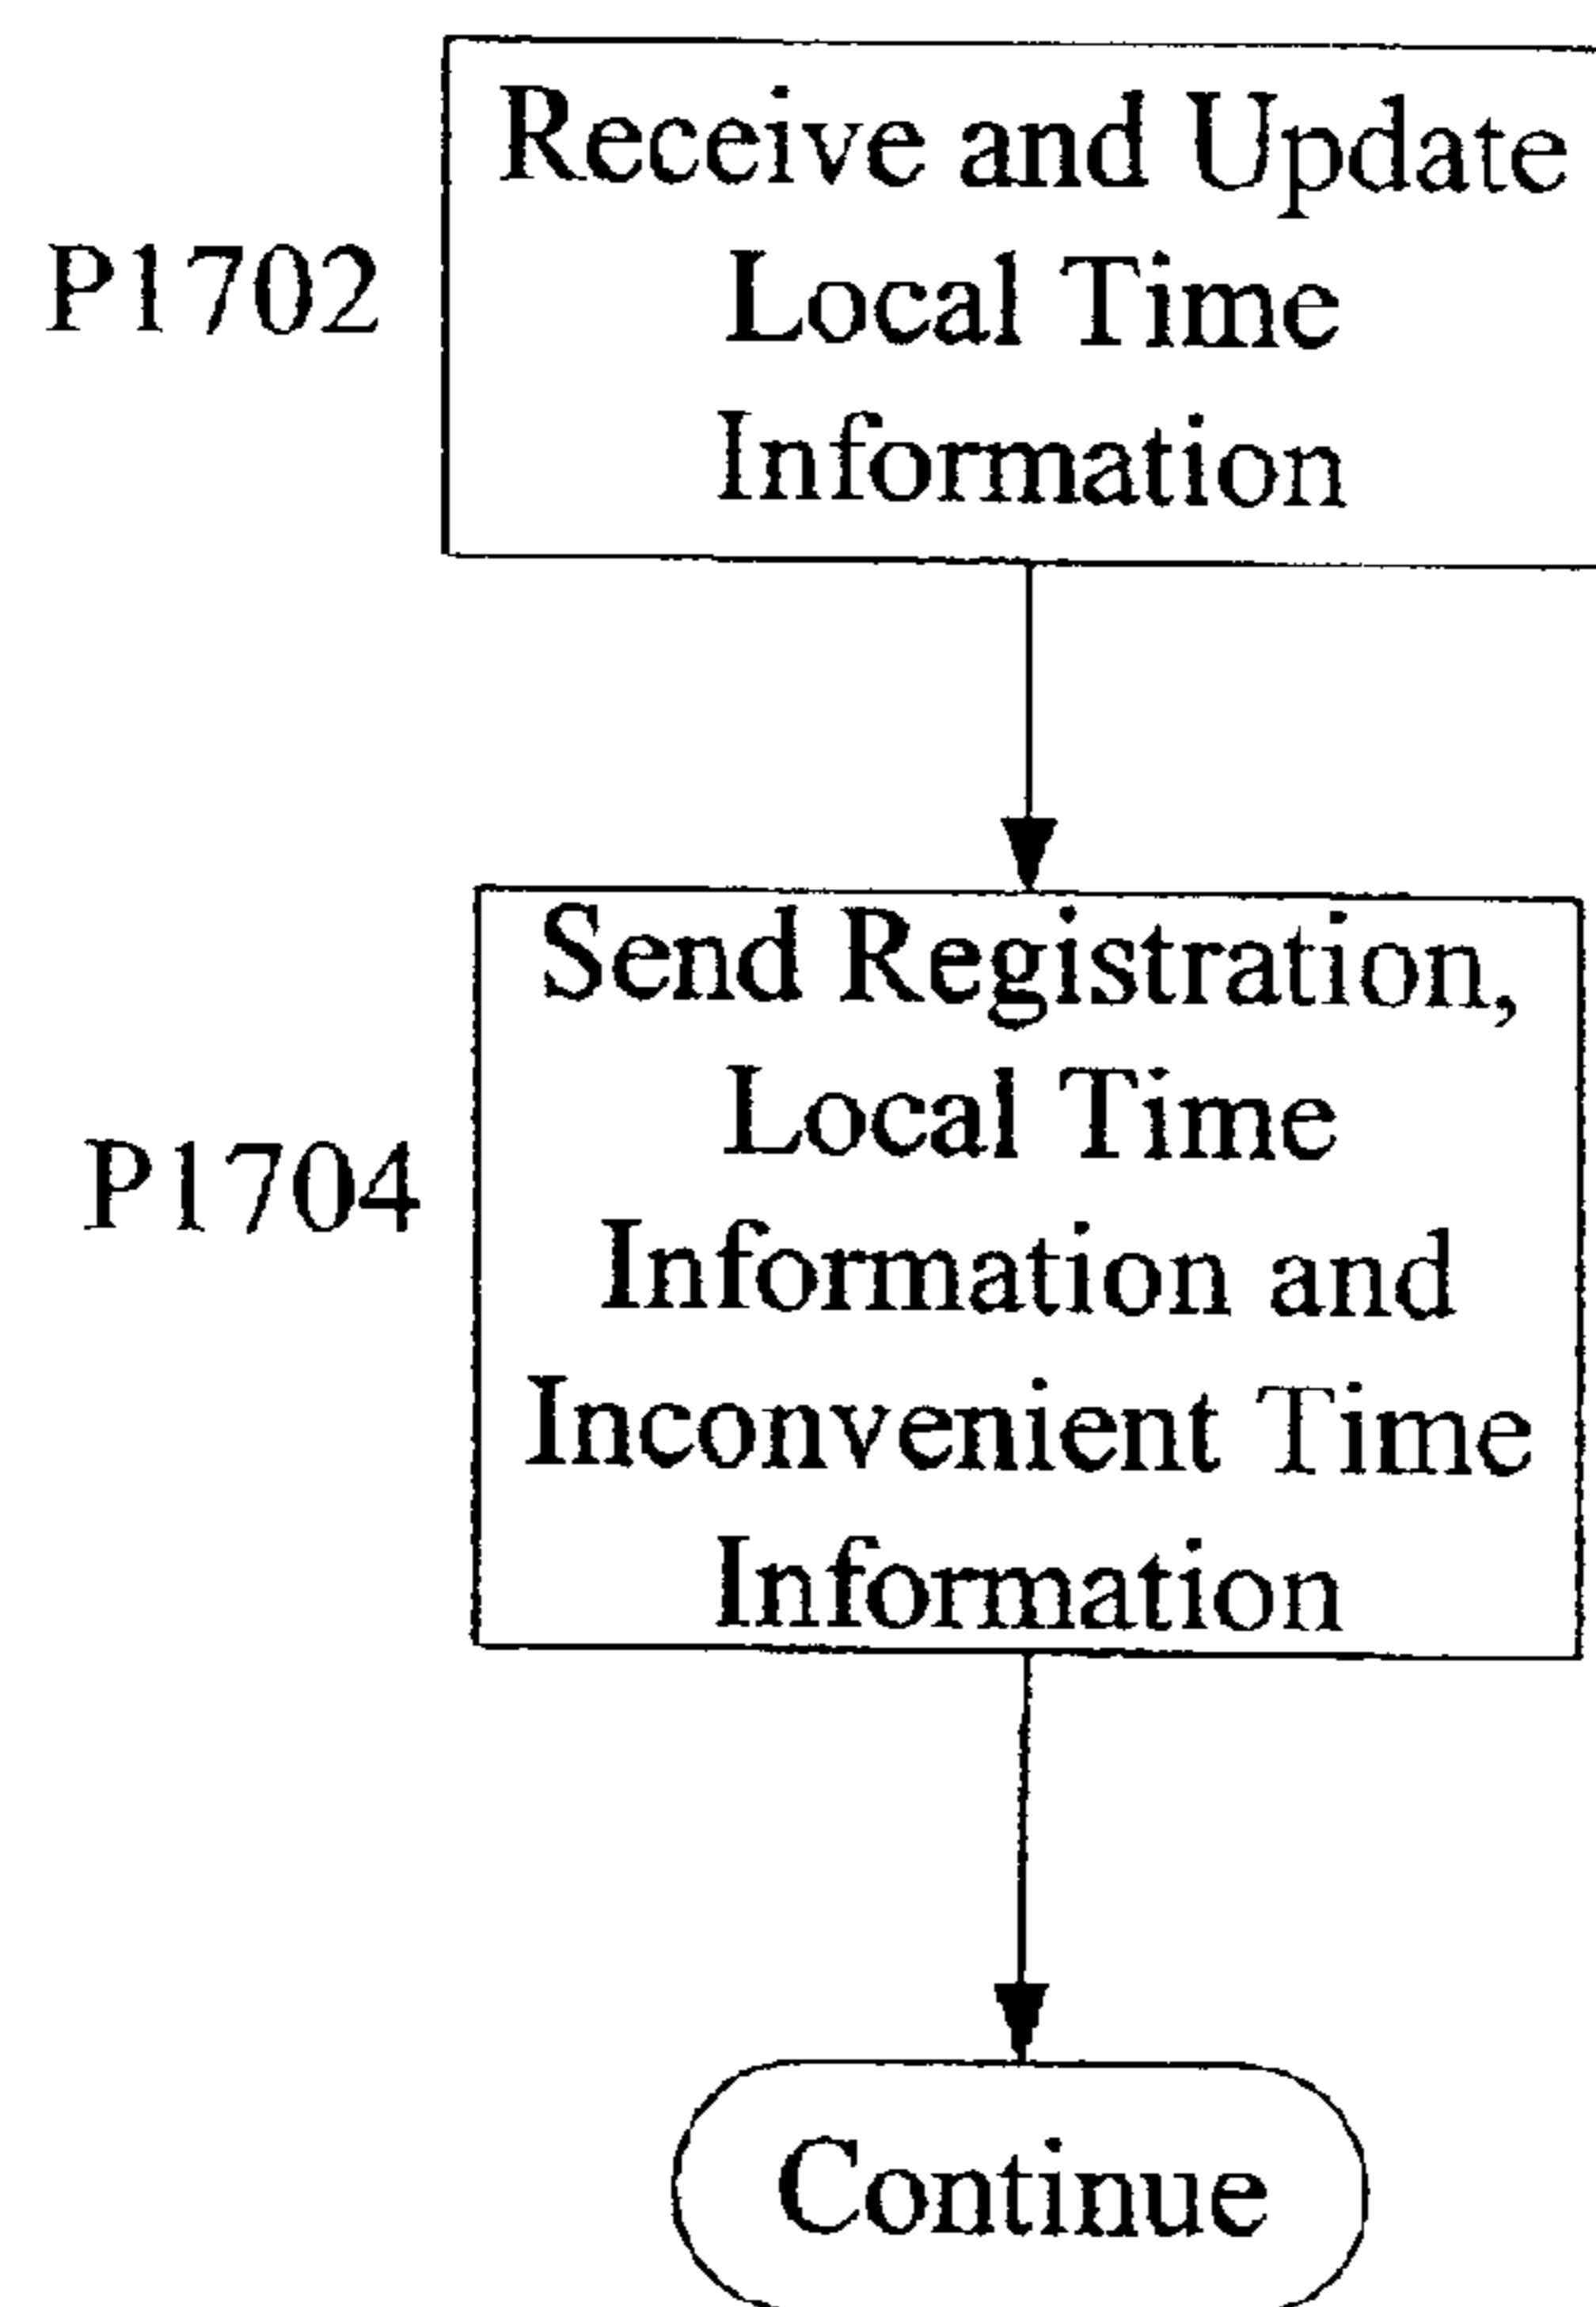 Receive and Update
Local Time
Information
P1702
Send Registration,
Local Time
Information and
Inconvenient Time
Information
P1704
Continue